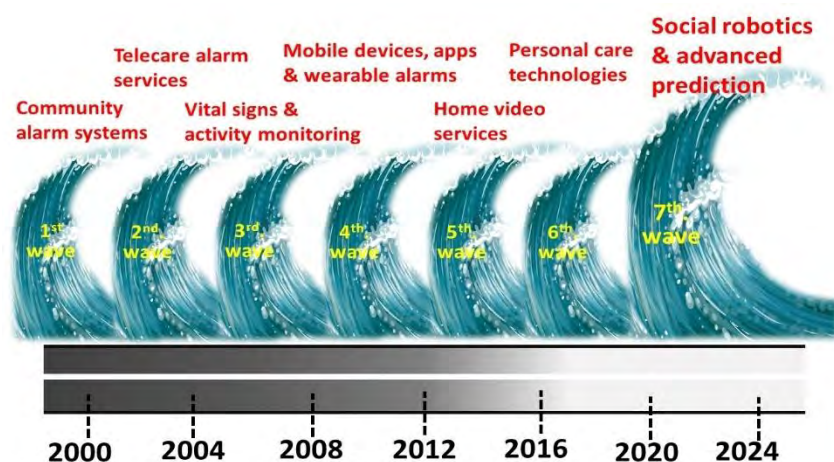 Community
alarm systems
Telecare alarm
services
Vital signs &
activity monitoring
Mobile devices, apps
& wearable alarms
Home video
services
Personal care
technologies
Social robotics
& advanced
prediction
1st
wave
2nd
wave
3rd
wave
4th
wave
5th
wave
6th
wave
7th
wave
2000 2004 2008 2012 2016 2020 2024